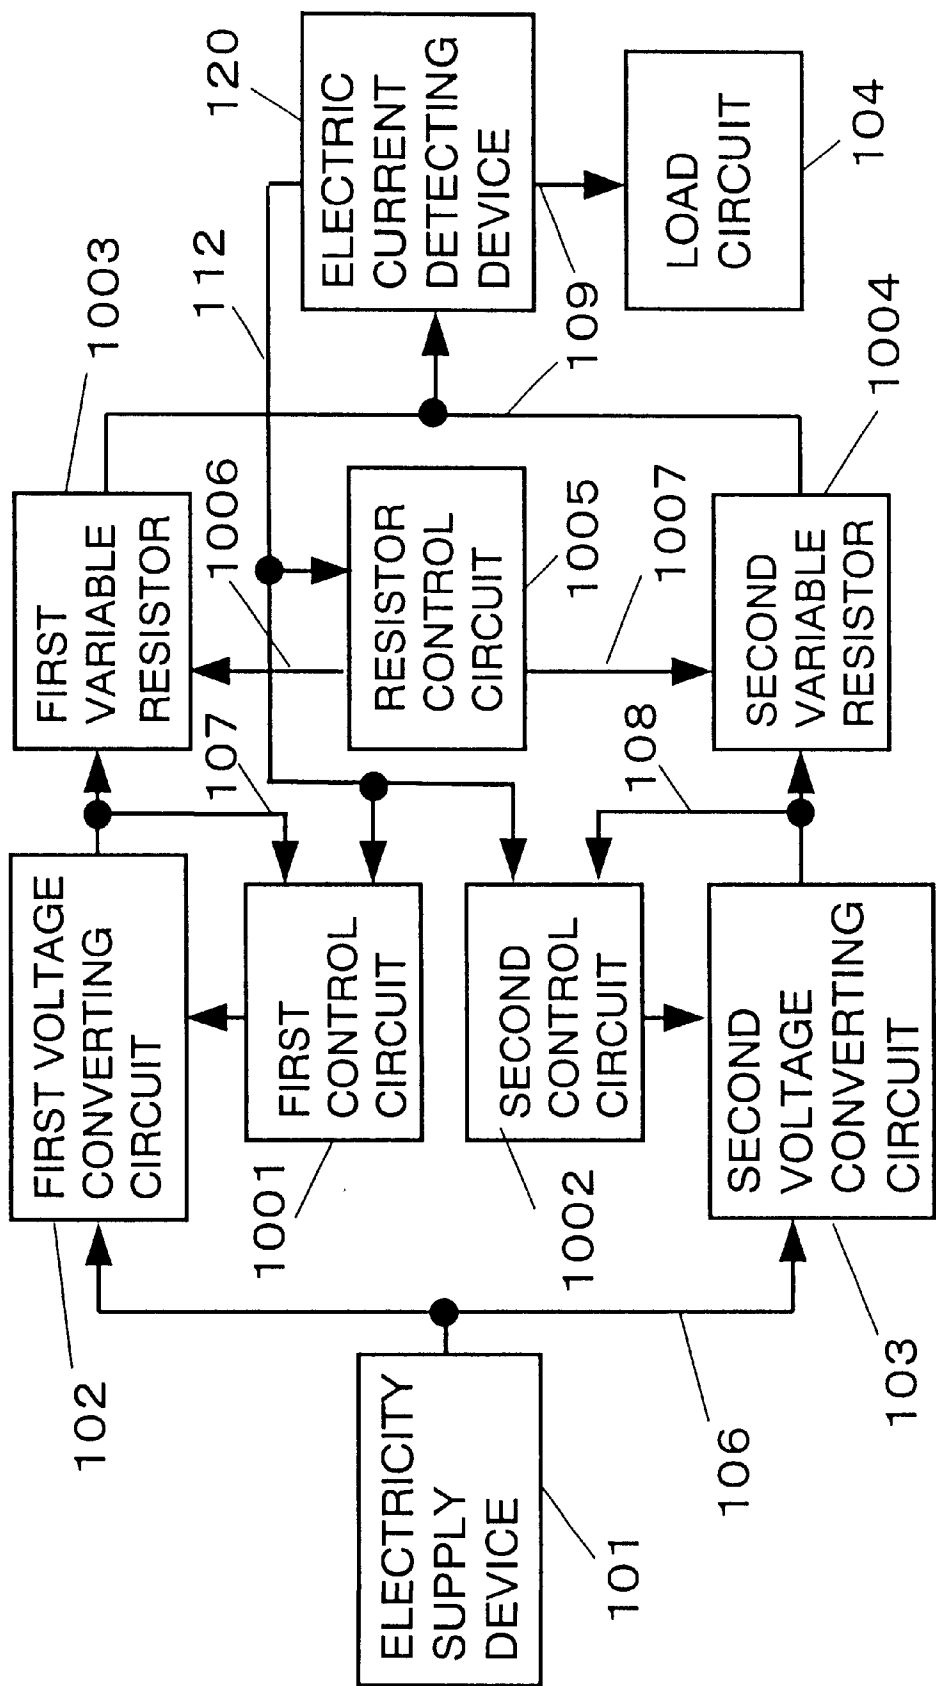 ELECTRICITY
SUPPLY
DEVICE
101
106
102
FIRST VOLTAGE
CONVERTING
CIRCUIT
1001
FIRST
CONTROL
CIRCUIT
1002
SECOND
CONTROL
CIRCUIT
103
SECOND
VOLTAGE
CONVERTING
CIRCUIT
107
108
FIRST
VARIABLE
RESISTOR
1003
1006
RESISTOR
CONTROL
CIRCUIT
1005
1007
SECOND
VARIABLE
RESISTOR
1004
112
109
120
ELECTRIC
CURRENT
DETECTING
DEVICE
LOAD
CIRCUIT
104